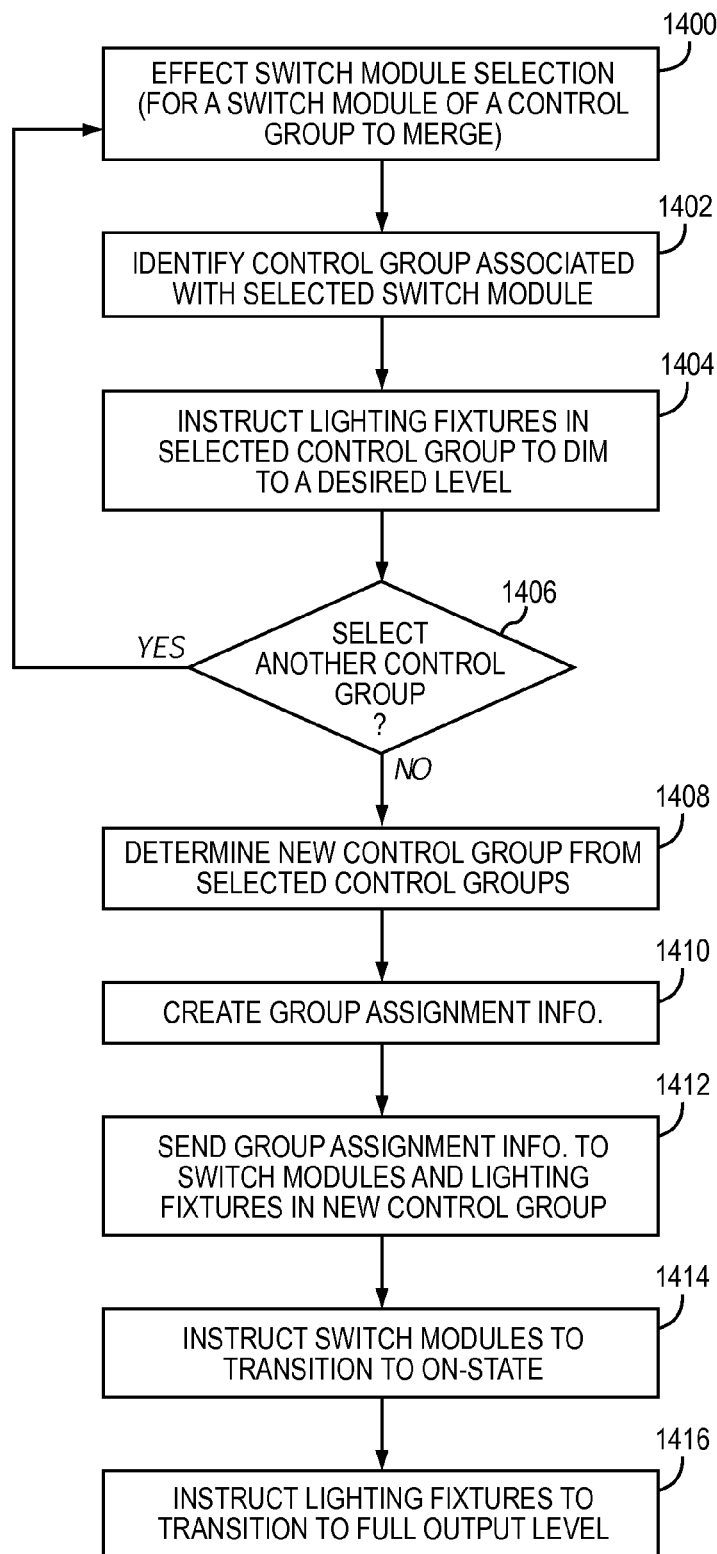 1400
EFFECT SWITCH MODULE SELECTION
(FOR A SWITCH MODULE OF A CONTROL
GROUP TO MERGE)
1402
IDENTIFY CONTROL GROUP ASSOCIATED
WITH SELECTED SWITCH MODULE
1404
INSTRUCT LIGHTING FIXTURES IN
SELECTED CONTROL GROUP TO DIM
TO A DESIRED LEVEL
1406
SELECT
ANOTHER CONTROL
GROUP
?
YES
NO
1408
DETERMINE NEW CONTROL GROUP FROM
SELECTED CONTROL GROUPS
1410
CREATE GROUP ASSIGNMENT INFO.
1412
SEND GROUP ASSIGNMENT INFO. TO
SWITCH MODULES AND LIGHTING
FIXTURES IN NEW CONTROL GROUP
1414
INSTRUCT SWITCH MODULES TO
TRANSITION TO ON-STATE
1416
INSTRUCT LIGHTING FIXTURES TO
TRANSITION TO FULL OUTPUT LEVEL